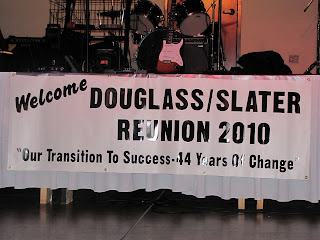 Welcome DOUGLASS/SLATER
REUNION 2010
"Our Transition To Success-44 Years Of Change"